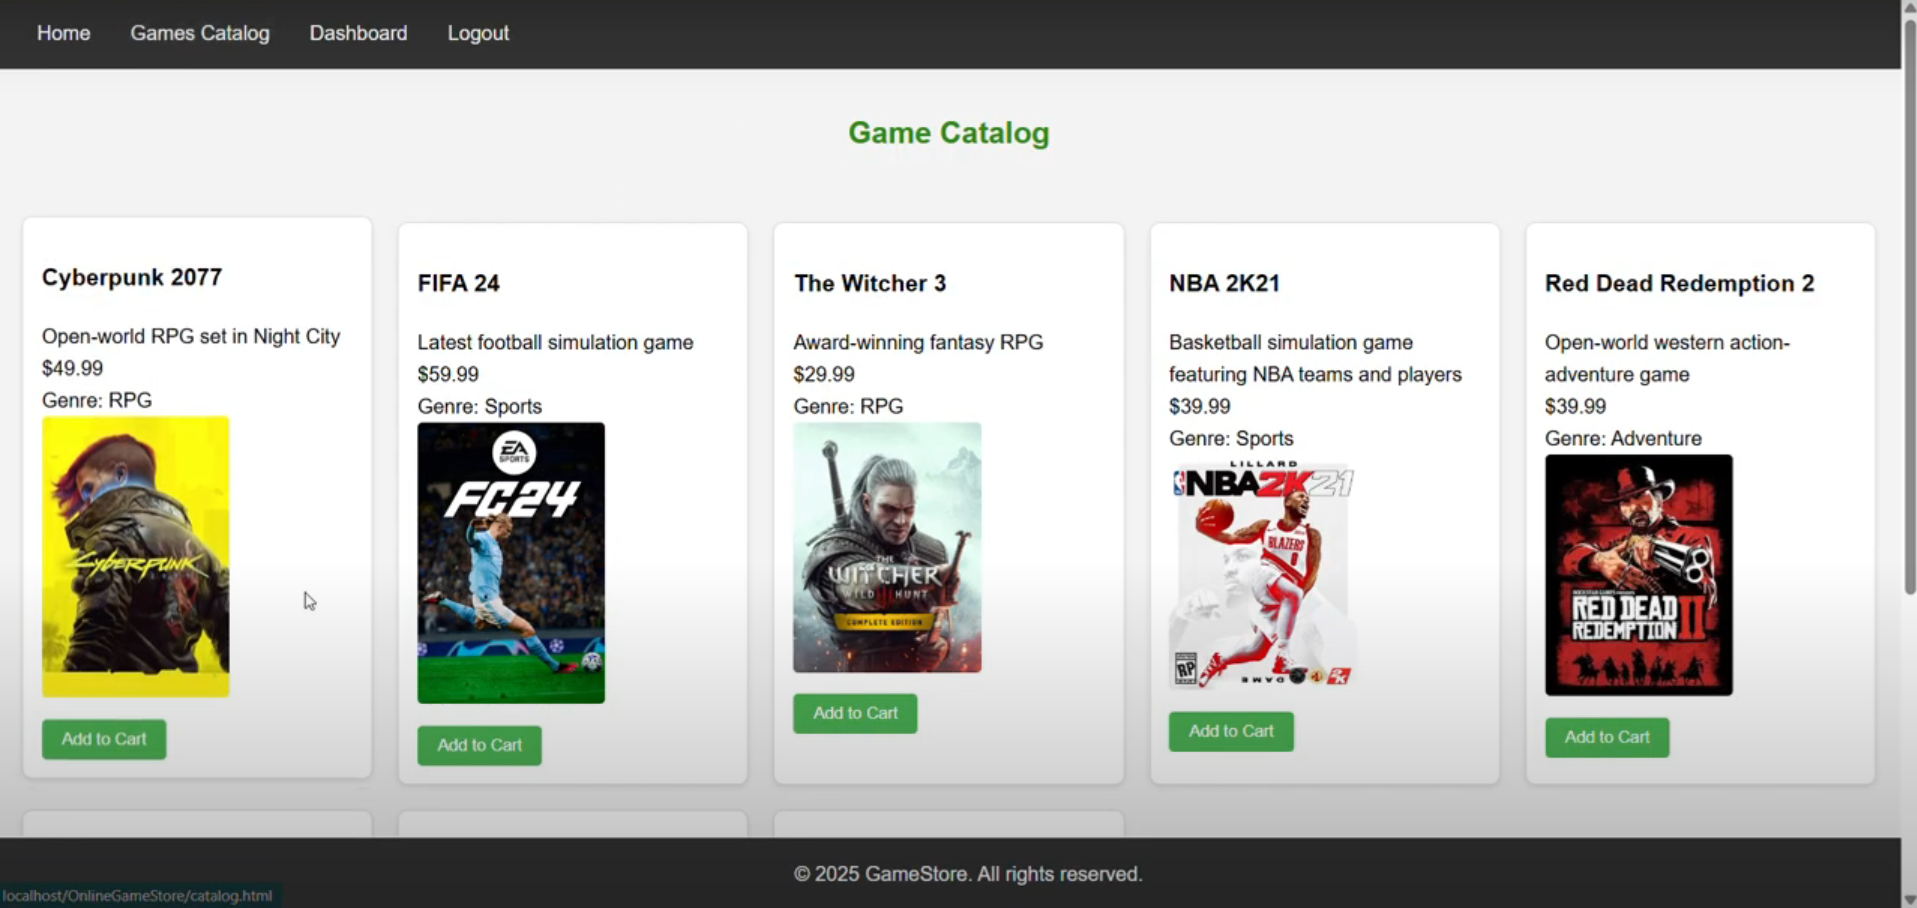 Home Games Catalog Dashboard Logout
Game Catalog
Cyberpunk 2077
Open-world RPG set in Night City
$49.99
Genre: RPG
CYBERPUNK
Add to Cart
FIFA 24
Latest football simulation game
$59.99
Genre: Sports
EA
SPORTS
FC24
Add to Cart
The Witcher 3
Award-winning fantasy RPG
$29.99
Genre: RPG
THE
WITCHER
WILD HUNT
COMPLETE EDITION
Add to Cart
NBA 2K21
Basketball simulation game
featuring NBA teams and players
$39.99
Genre: Sports
LILLARD
NBA2K21
BLAZERS
0
RP
DAME
2K
Add to Cart
Red Dead Redemption 2
Open-world western action-
adventure game
$39.99
Genre: Adventure
RED DEAD
REDEMPTION II
Add to Cart
© 2025 GameStore. All rights reserved.
localhost/OnlineGameStore/catalog.html